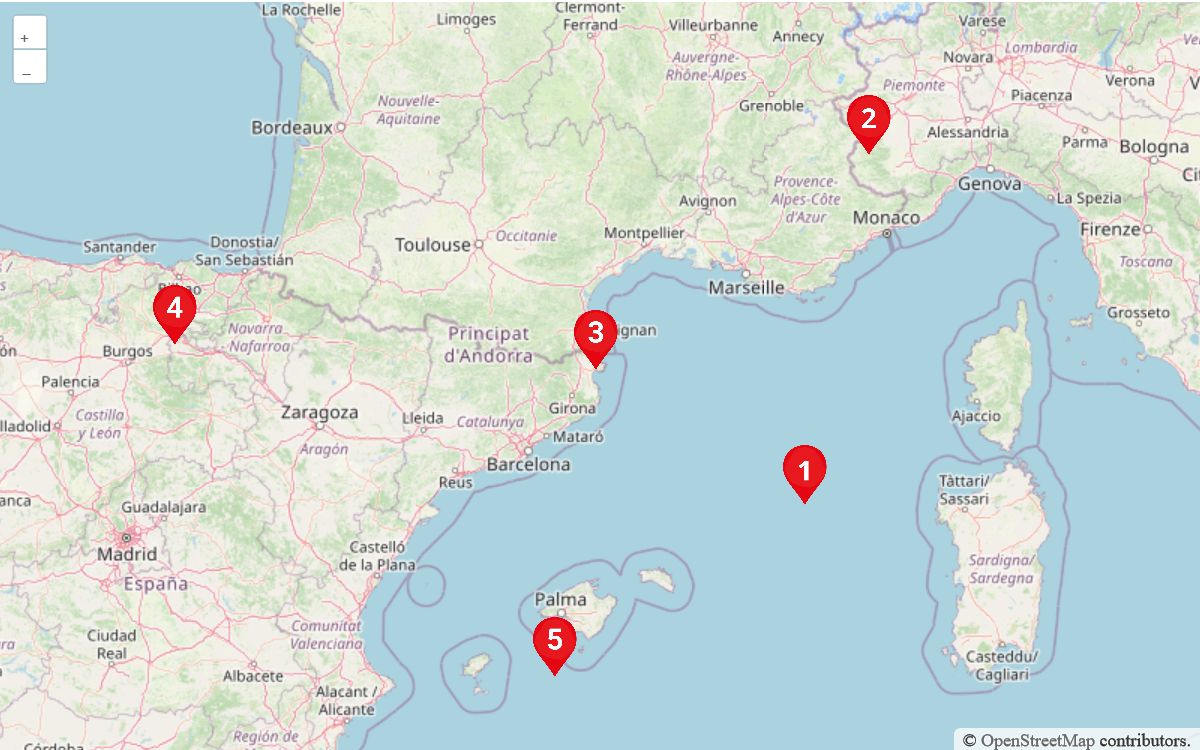 La Rochelle
Limoges
Clermont-
Ferrand
Villeurbanne
Annecy
Varese
Lombardia
Novara
Verona
Auvergne-
Rhône-Alpes
Piemonte
Piacenza
Grenoble
Nouvelle-
Aquitaine
Bordeaux
2
Alessandria
Parma
Bologna
Genova
La Spezia
Provence-
Alpes-Côte
d'Azur
Avignon
Monaco
Firenze
Toscana
Toulouse
Occitanie
Montpellier
Marseille
Santander
Donostia/
San Sebastián
4
Navarra
Nafarroa
Burgos
Principat
d'Andorra
3
ignan
Grosseto
Palencia
Castilla
y León
Zaragoza
Aragón
Lleida
Catalunya
Girona
Mataró
Barcelona
Reus
Ajaccio
1
Tàttari/
Sassari
Guadalajara
Madrid
España
Castelló
de la Plana
Sardigna/
Sardegna
Palma
5
Comunitat
Valenciana
Ciudad
Real
Albacete
Alacant /
Alicante
Casteddu/
Cagliari
Región de
Córdoba
+
–
© OpenStreetMap contributors.